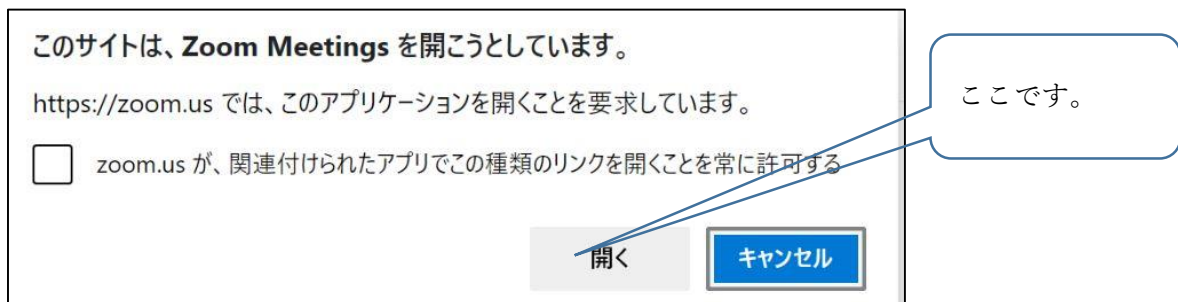 このサイトは、Zoom Meetings を開こうとしています。
https://zoom.us では、このアプリケーションを開くことを要求しています。
zoom.us が、関連付けられたアプリでこの種類のリンクを開くことを常に許可する
開く
キャンセル
ここです。